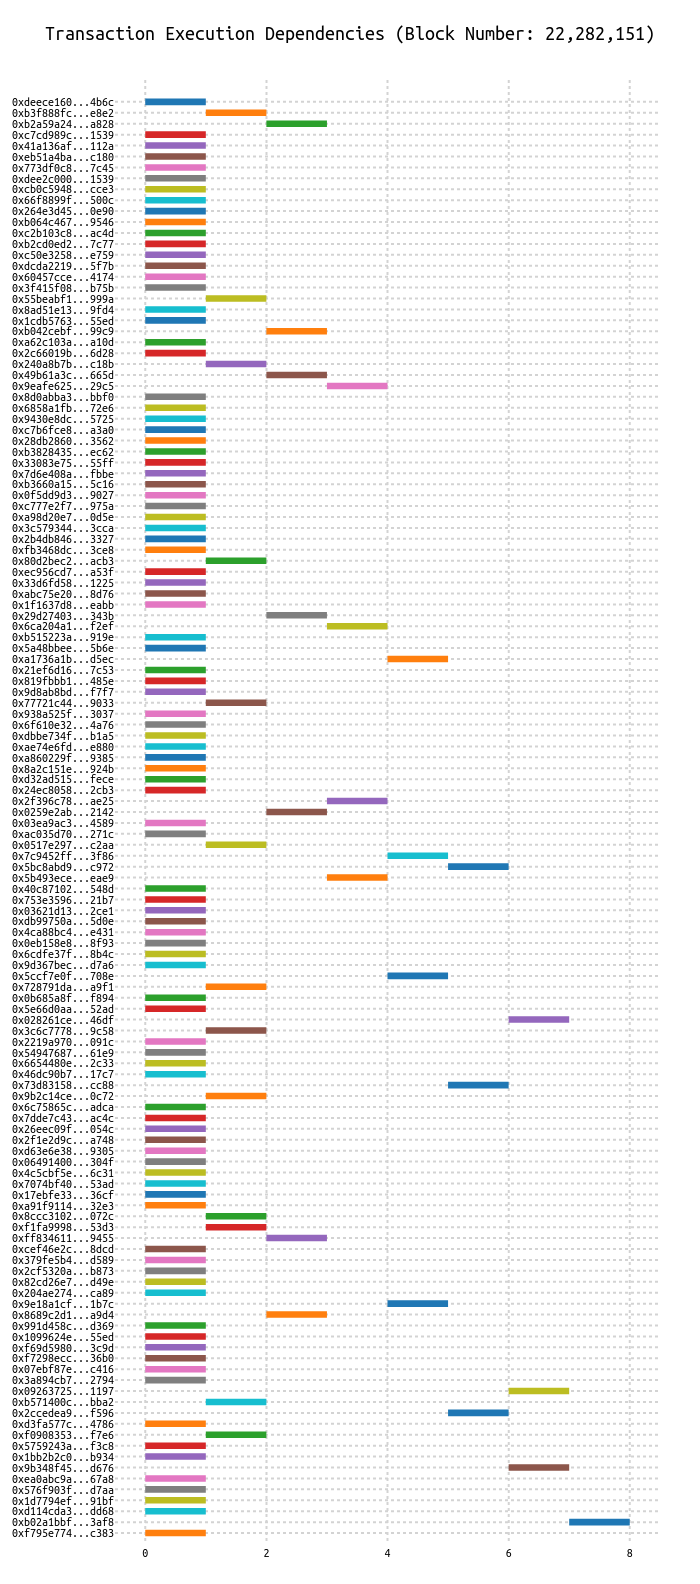 Transaction Execution Dependencies (Block Number: 22,282,151)
0xdeece160...4b6c
0xb3f888fc...e8e2
0xb2a59a24...a828
0xc7cd989c...1539
0x41a136af...112a
0xeb51a4ba...c180
0x773df0c8...7c45
0xdee2c000...1539
0xcb0c5948...cce3
0x66f8899f...500c
0x264e3d45...0e90
0xb064c467...9546
0xc2b103c8...ac4d
0xb2cd0ed2...7c77
0xc50e3258...e759
0xdcda2219...5f7b
0x60457cce...4174
0x3f415f08...b75b
0x55beabf1...999a
0x8ad51e13...9fd4
0x1cdb5763...55ed
0xb042cebf...99c9
0xa62c103a...a10d
0x2c66019b...6d28
0x240a8b7b...c18b
0x49b61a3c...665d
0x9eafe625...29c5
0x8d0abba3...bbf0
0x6858a1fb...72e6
0x9430e8dc...5725
0xc7b6fce8...a3a0
0x28db2860...3562
0xb3828435...ec62
0x33083e75...55ff
0x7d6e408a...fbbe
0xb3660a15...5c16
0x0f5dd9d3...9027
0xc777e2f7...975a
0xa98d20e7...0d5e
0x3c579344...3cca
0x2b4db846...3327
0xfb3468dc...3ce8
0x80d2bec2...acb3
0xec956cd7...a53f
0x33d6fd58...1225
0xabc75e20...8d76
0x1f1637d8...eabb
0x29d27403...343b
0x6ca204a1...f2ef
0xb515223a...919e
0x5a48bbee...5b6e
0xa1736a1b...d5ec
0x21ef6d16...7c53
0x819fbbb1...485e
0x9d8ab8bd...f7f7
0x77721c44...9033
0x938a525f...3037
0x6f610e32...4a76
0xdbbe734f...b1a5
0xae74e6fd...e880
0xa860229f...9385
0x8a2c151e...924b
0xd32ad515...fece
0x24ec8058...2cb3
0x2f396c78...ae25
0x0259e2ab...2142
0x03ea9ac3...4589
0xac035d70...271c
0x0517e297...c2aa
0x7c9452ff...3f86
0x5bc8abd9...c972
0x5b493ece...eae9
0x40c87102...548d
0x753e3596...21b7
0x03621d13...2ce1
0xdb99750a...5d0e
0x4ca88bc4...e431
0x0eb158e8...8f93
0x6cdfe37f...8b4c
0x9d367bec...d7a6
0x5ccf7e0f...708e
0x728791da...a9f1
0x0b685a8f...f894
0x5e66d0aa...52ad
0x028261ce...46df
0x3c6c7778...9c58
0x2219a970...091c
0x54947687...61e9
0x6654480e...2c33
0x46dc90b7...17c7
0x73d83158...cc88
0x9b2c14ce...0c72
0x6c75865c...adca
0x7dde7c43...ac4c
0x26eec09f...054c
0x2f1e2d9c...a748
0xd63e6e38...9305
0x06491400...304f
0x4c5cbf5e...6c31
0x7074bf40...53ad
0x17ebfe33...36cf
0xa91f9114...32e3
0x8ccc3102...072c
0xf1fa9998...53d3
0xff834611...9455
0xcef46e2c...8dcd
0x379fe5b4...d589
0x2cf5320a...b873
0x82cd26e7...d49e
0x204ae274...ca89
0x9e18a1cf...1b7c
0x8689c2d1...a9d4
0x991d458c...d369
0x1099624e...55ed
0xf69d5980...3c9d
0xf7298ecc...36b0
0x07ebf87e...c416
0x3a894cb7...2794
0x09263725...1197
0xb571400c...bba2
0x2ccedea9...f596
0xd3fa577c...4786
0xf0908353...f7e6
0x5759243a...f3c8
0x1bb2b2c0...b934
0x9b348f45...d676
0xea0abc9a...67a8
0x576f903f...d7aa
0x1d7794ef...91bf
0xd114cda3...dd68
0xb02a1bbf...3af8
0xf795e774...c383
0 2 4 6 8